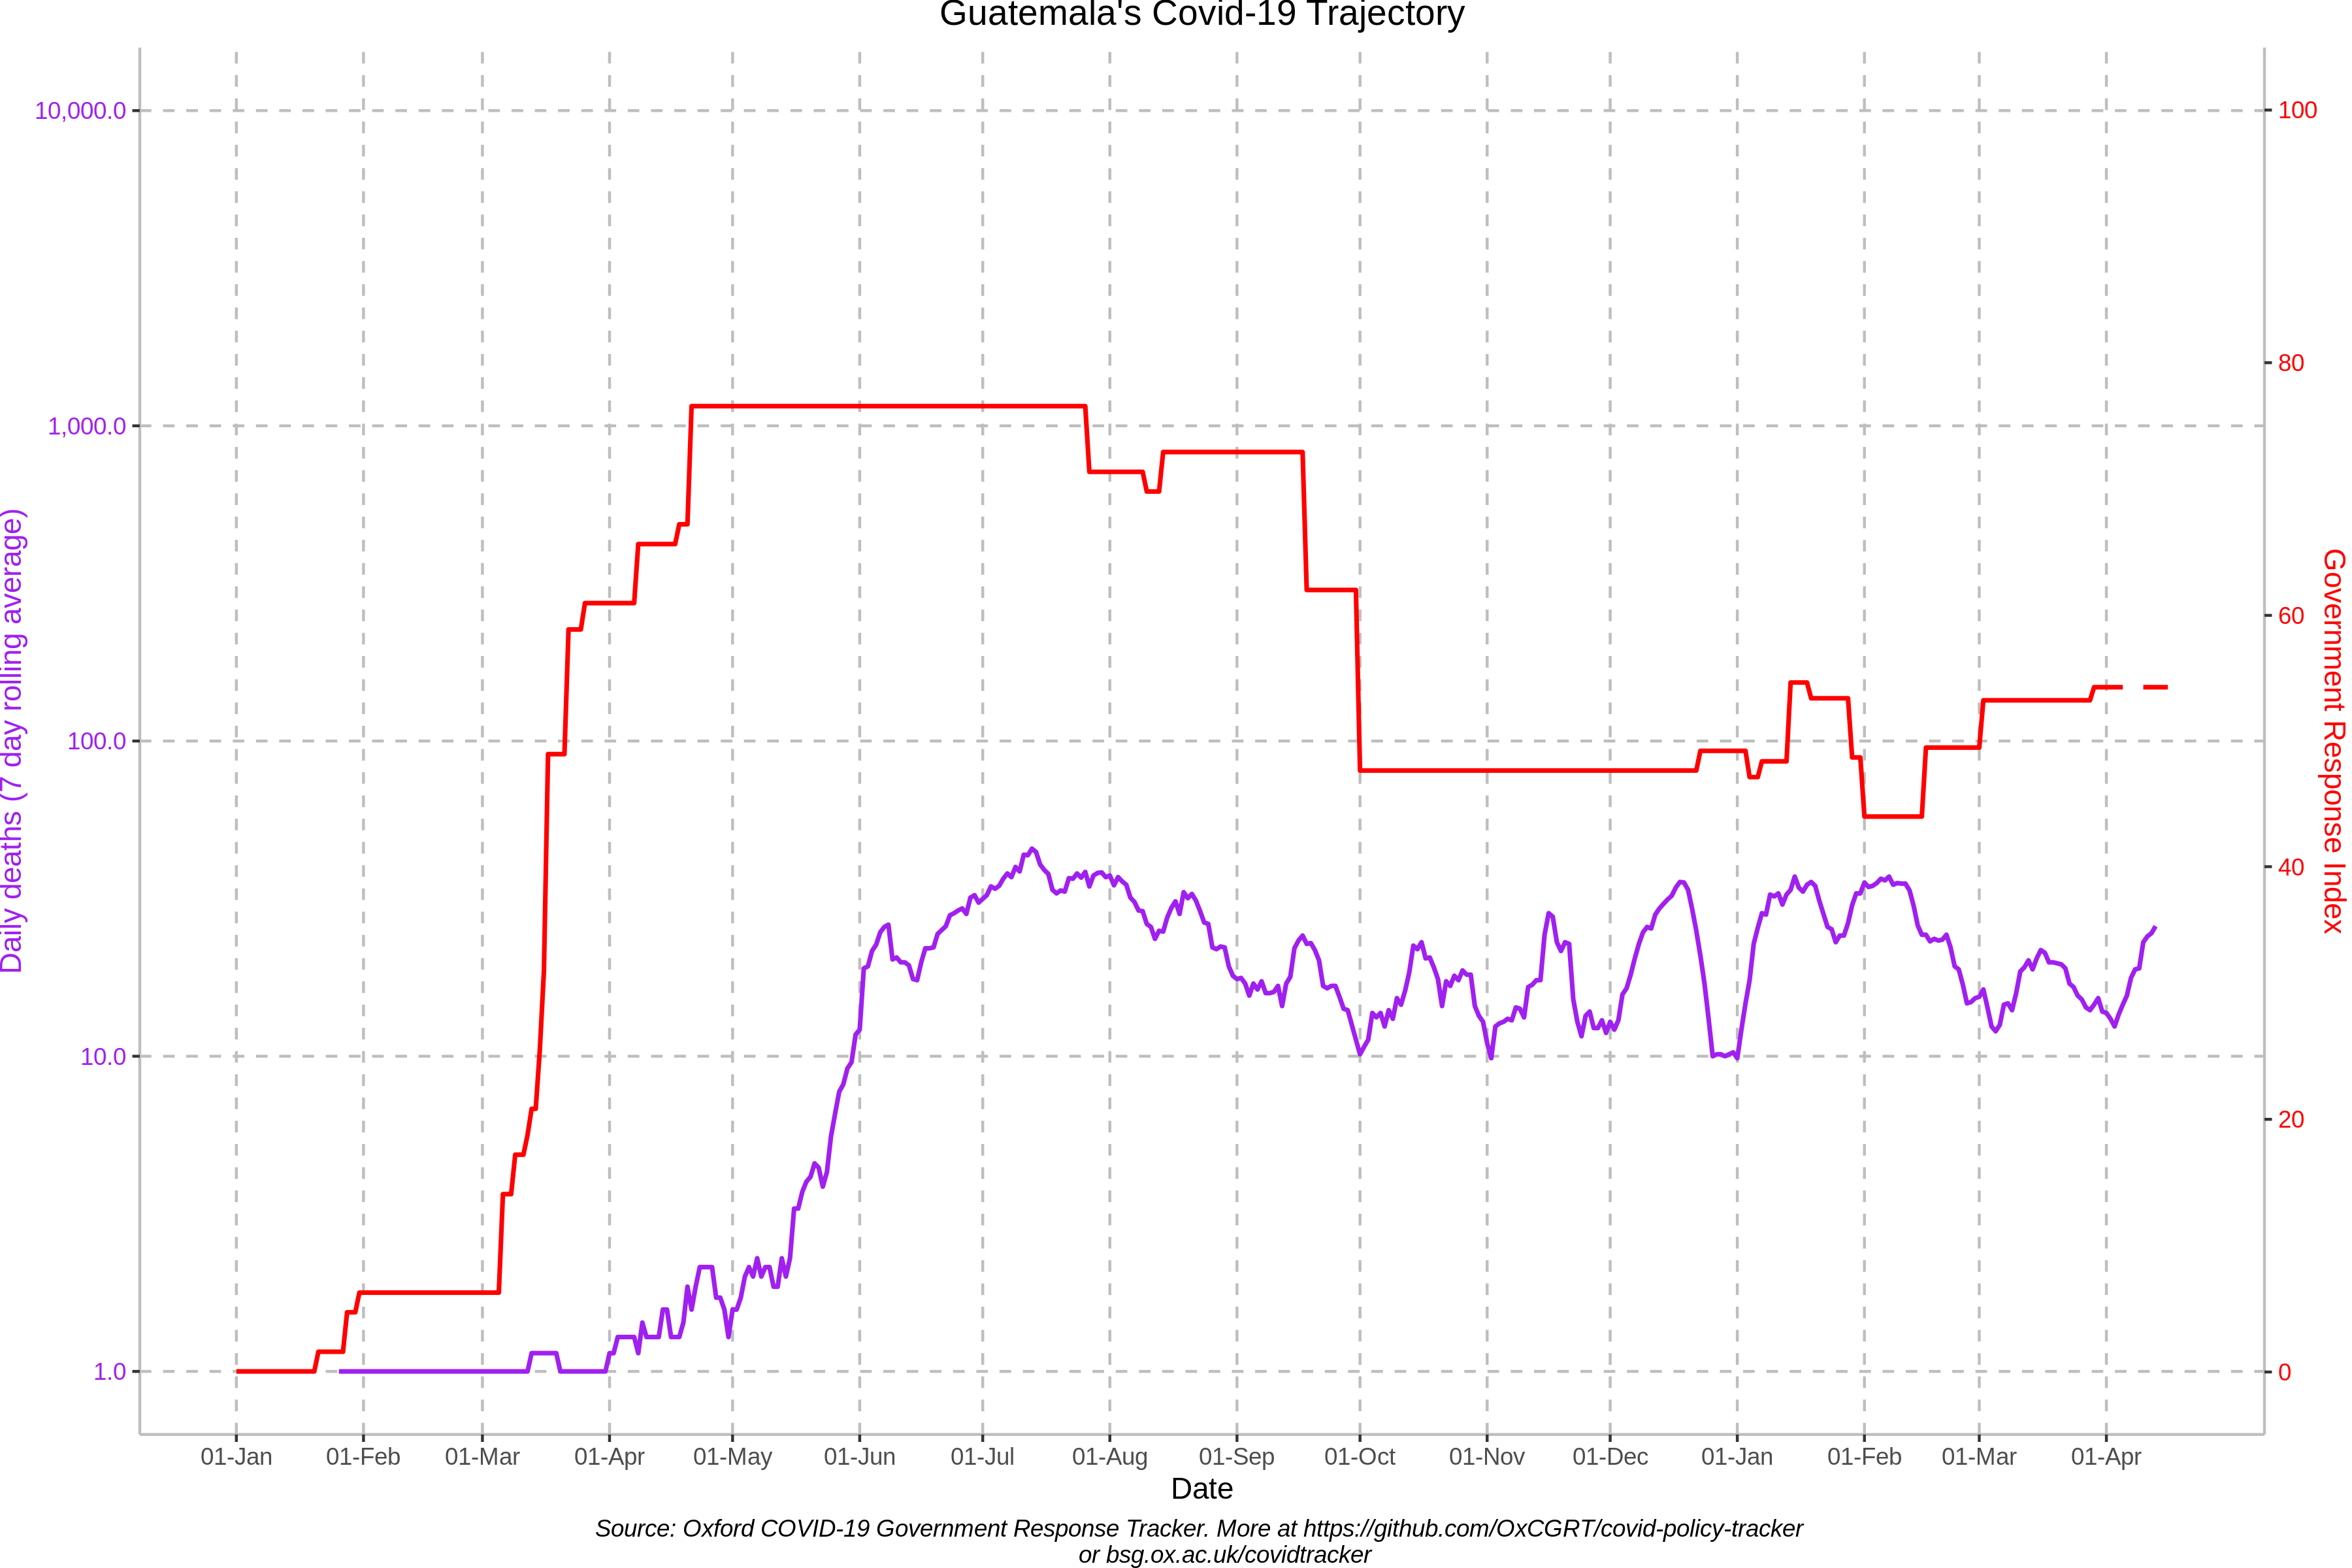 Guatemala's Covid-19 Trajectory
10,000.0
1,000.0
100.0
10.0
1.0
Daily deaths (7 day rolling average)
100
80
60
40
20
0
Government Response Index
01-Jan 01-Feb 01-Mar 01-Apr 01-May 01-Jun 01-Jul 01-Aug 01-Sep 01-Oct 01-Nov 01-Dec 01-Jan 01-Feb 01-Mar 01-Apr
Date
Source: Oxford COVID-19 Government Response Tracker. More at https://github.com/OxCGRT/covid-policy-tracker
or bsg.ox.ac.uk/covidtracker